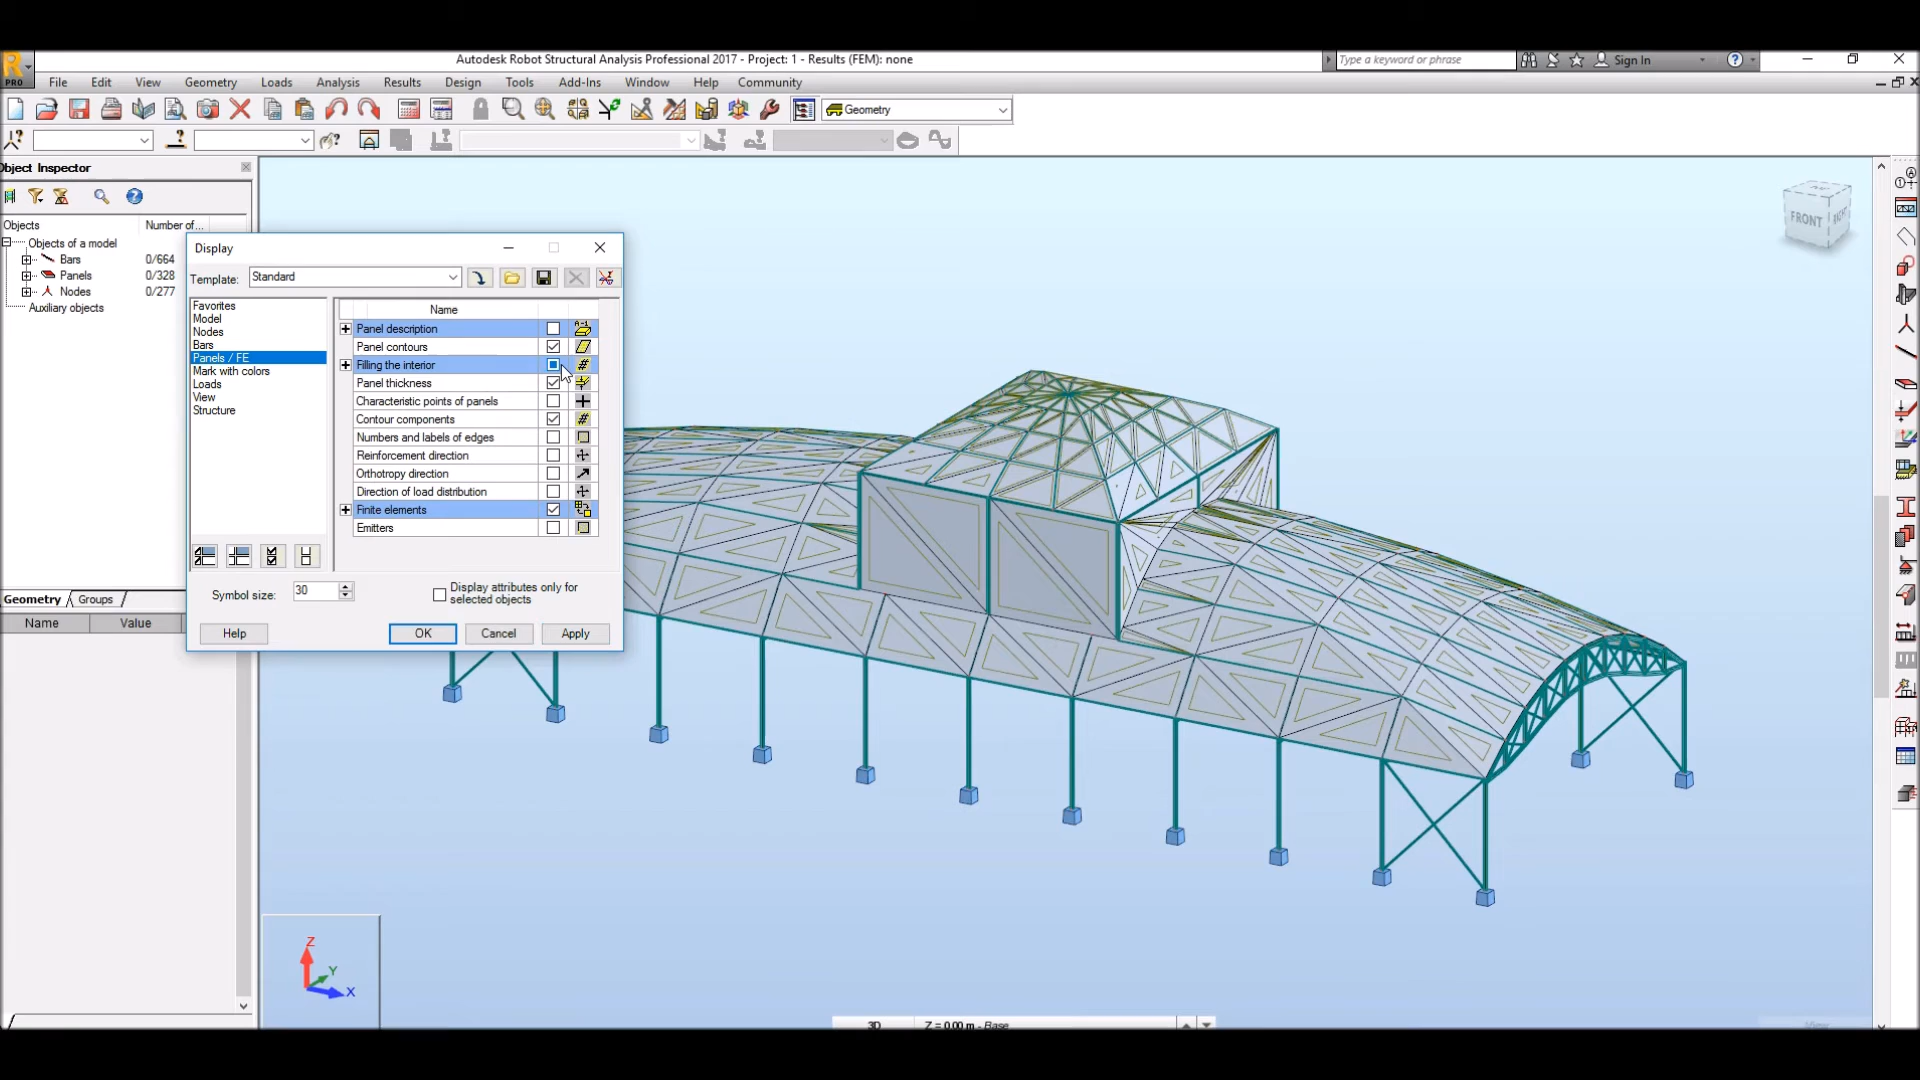 Autodesk Robot Structural Analysis Professional 2017 - Project: 1 - Results (FEM): none
Type a keyword or phrase
Sign In
PRO
File Edit View Geometry Loads Analysis Results Design Tools Add-Ins Window Help Community
Geometry
Object Inspector
Objects Number of...
Objects of a model
Bars 0/664
Panels 0/328
Nodes 0/277
Auxiliary objects
Geometry Groups
Name Value
Display
Template: Standard
Favorites
Model
Nodes
Bars
Panels / FE
Mark with colors
Loads
View
Structure
Name
Panel description
Panel contours
Filling the interior
Panel thickness
Characteristic points of panels
Contour components
Numbers and labels of edges
Reinforcement direction
Orthotropy direction
Direction of load distribution
Finite elements
Emitters
Symbol size: 30
Display attributes only for
selected objects
Help OK Cancel Apply
FRONT
RIGHT
Z
Y
X
3D Z = 0.00 m - Base